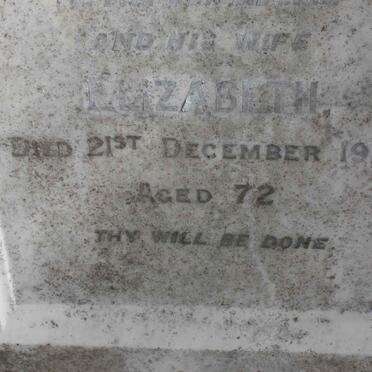 AND HIS WIFE
ELIZABETH.
DIED 21ST DECEMBER 19
AGED 72
THY WILL BE DONE.